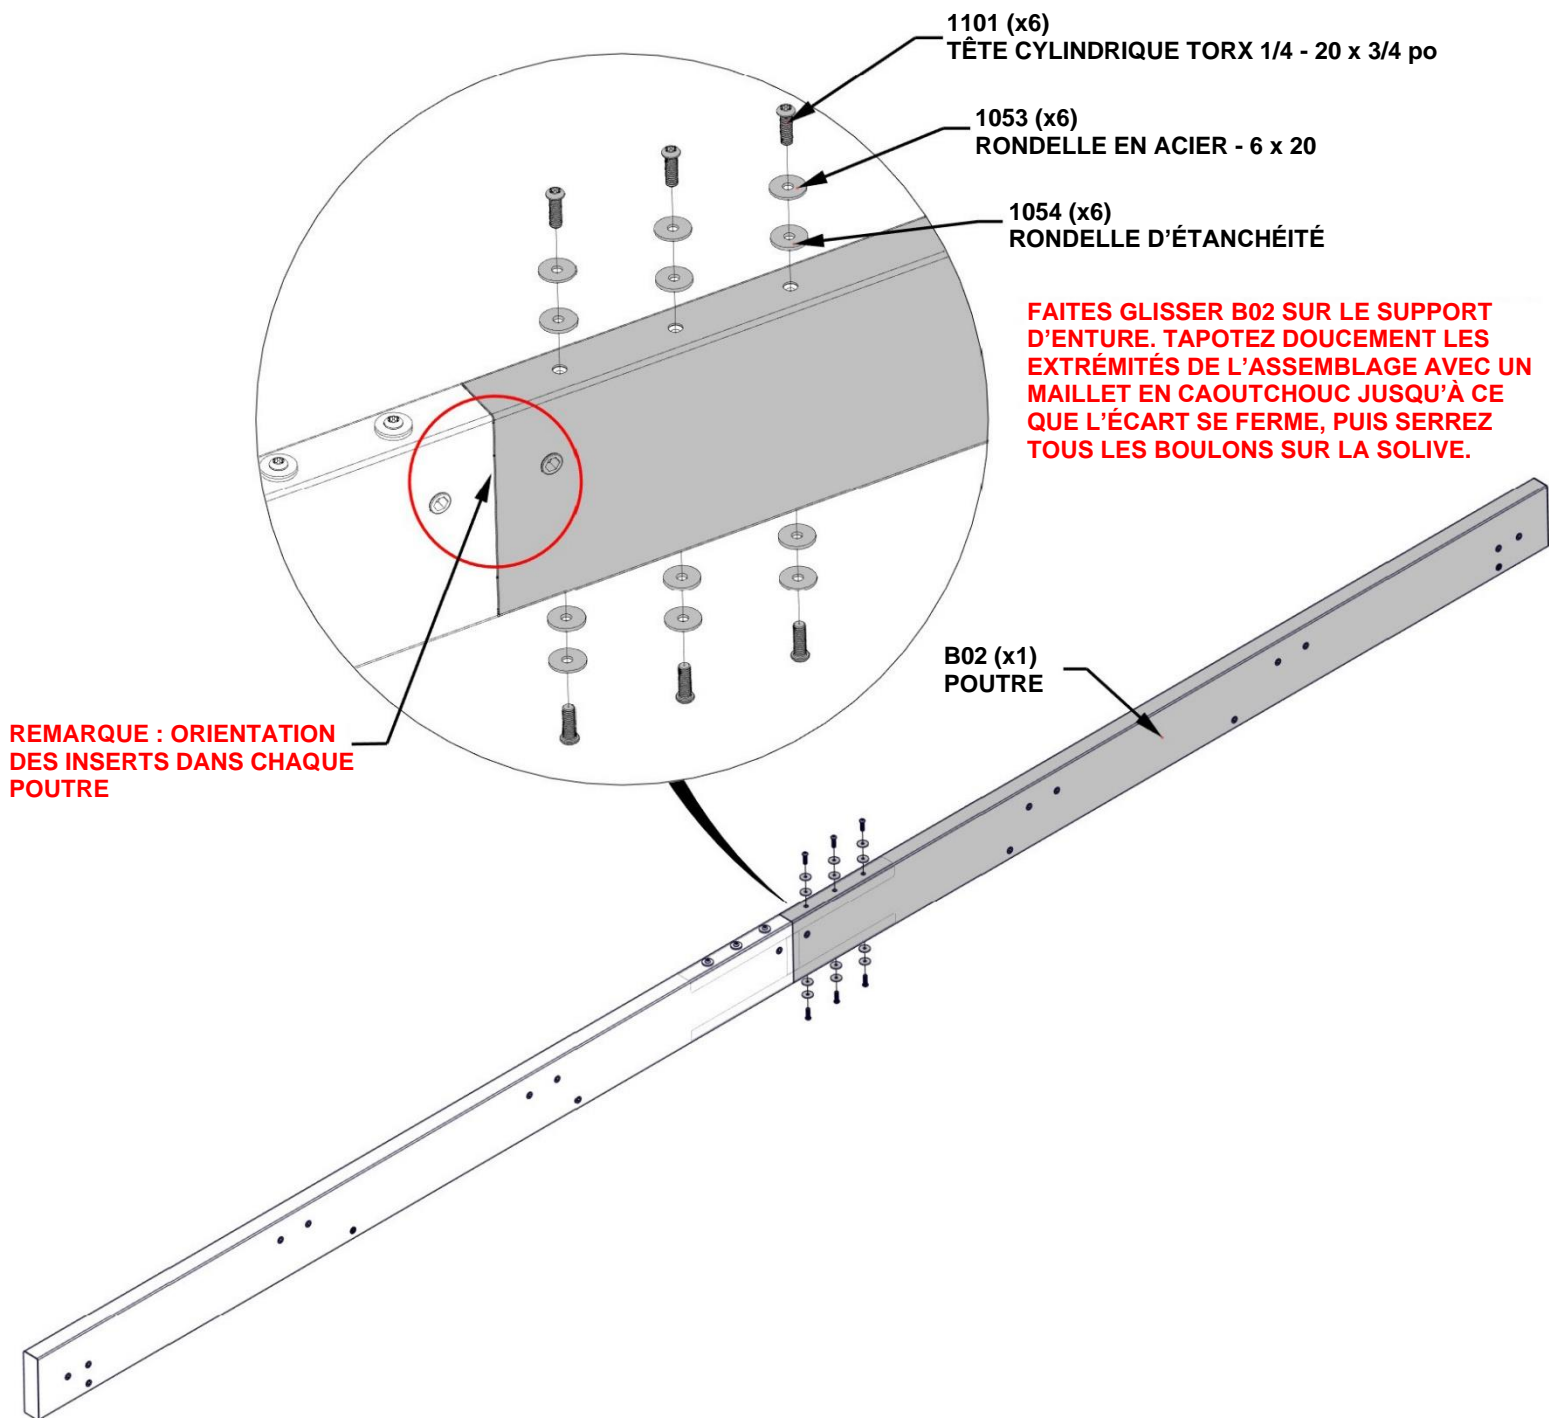 1101 (x6)
TÊTE CYLINDRIQUE TORX 1/4 - 20 x 3/4 po
1053 (x6)
RONDELLE EN ACIER - 6 x 20
1054 (x6)
RONDELLE D’ÉTANCHÉITÉ
FAITES GLISSER B02 SUR LE SUPPORT
D’ENTURE. TAPOTEZ DOUCEMENT LES
EXTRÉMITÉS DE L’ASSEMBLAGE AVEC UN
MAILLET EN CAOUTCHOUC JUSQU’À CE
QUE L’ÉCART SE FERME, PUIS SERREZ
TOUS LES BOULONS SUR LA SOLIVE.
B02 (x1)
POUTRE
REMARQUE : ORIENTATION
DES INSERTS DANS CHAQUE
POUTRE